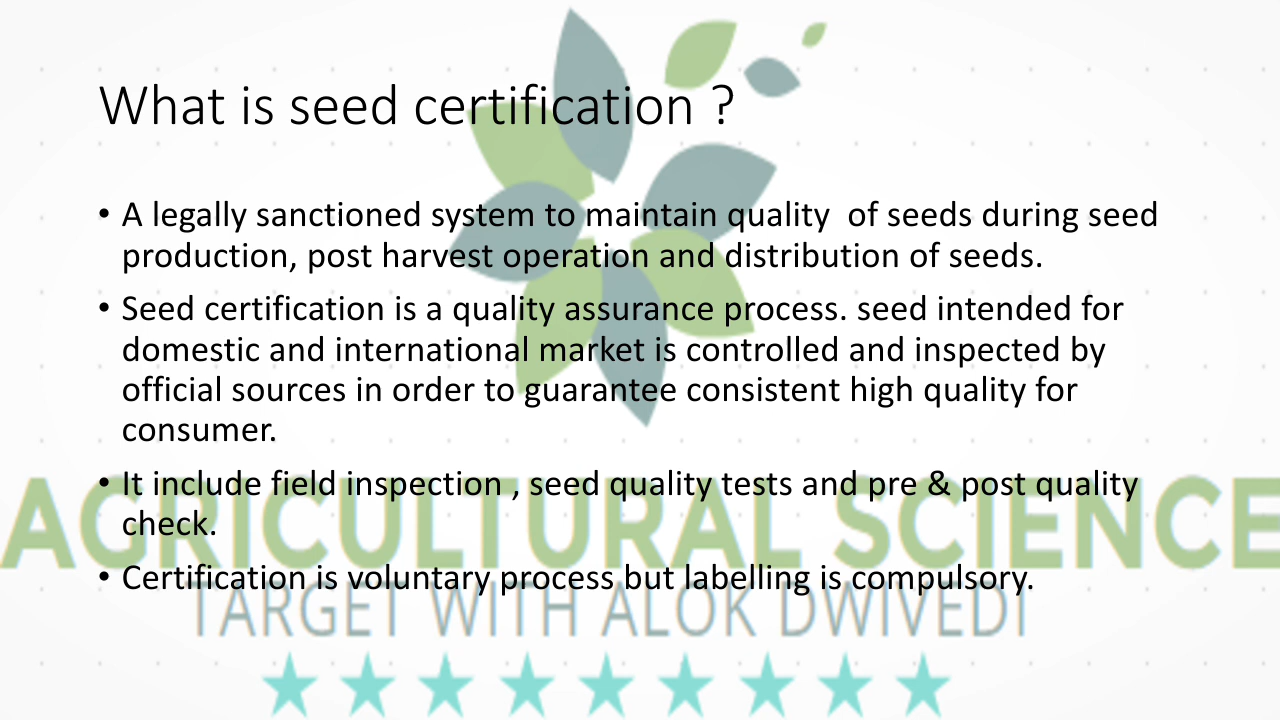 What is seed certification ?
• A legally sanctioned system to maintain quality  of seeds during seed
production, post harvest operation and distribution of seeds.
• Seed certification is a quality assurance process. seed intended for
domestic and international market is controlled and inspected by
official sources in order to guarantee consistent high quality for
consumer.
• It include field inspection , seed quality tests and pre & post quality
check.
• Certification is voluntary process but labelling is compulsory.
AGRICULTURAL SCIENCE
TARGET WITH ALOK DWIVEDI